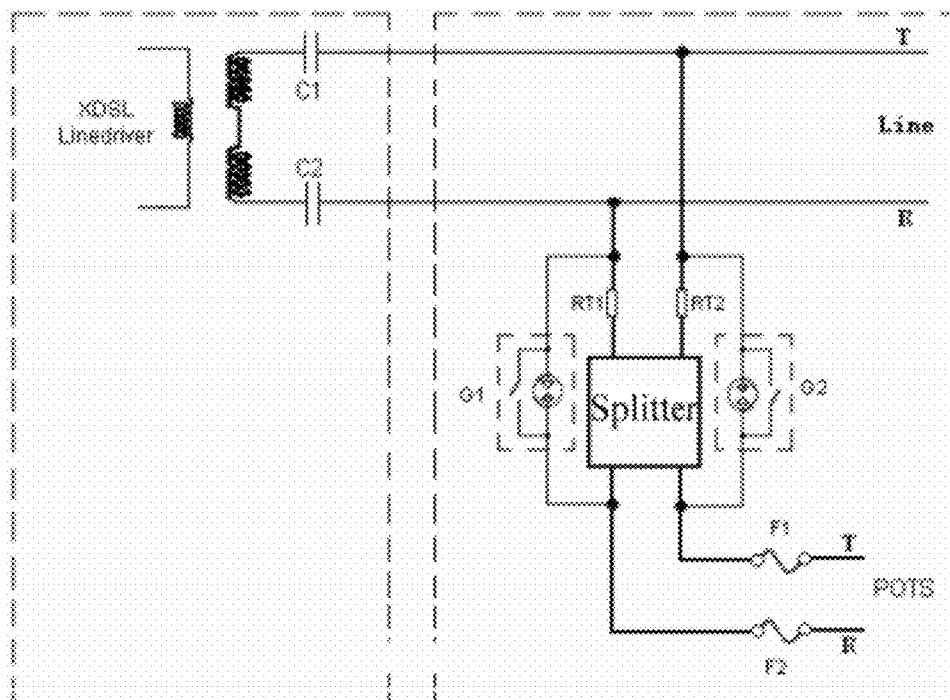 T
C1
XDSL
Linedriver
Line
C2
R
RT1
RT2
G1
Splitter
G2
F1
T
POTS
R
F2